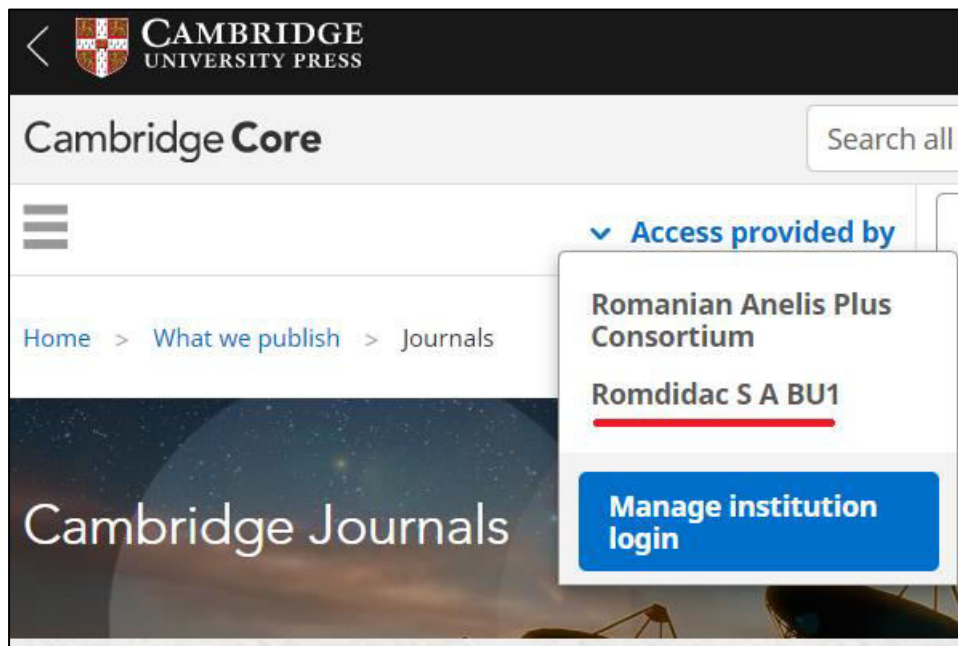 CAMBRIDGE
UNIVERSITY PRESS
Cambridge Core
Search all
Access provided by
Romanian Anelis Plus
Consortium
Romdidac S A BU1
Manage institution
login
Home > What we publish > Journals
Cambridge Journals